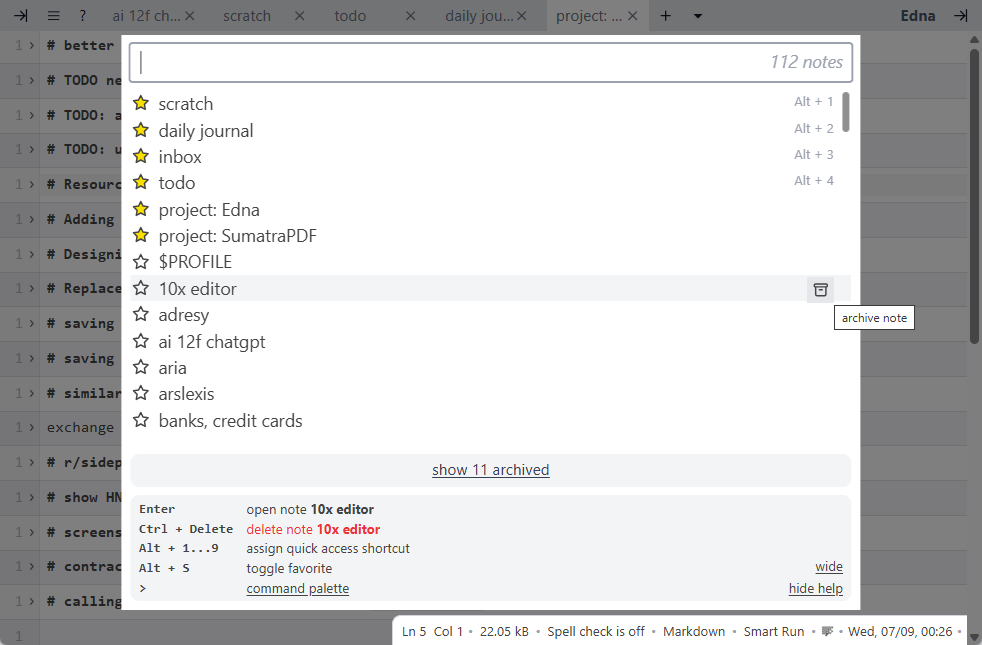 ? ai 12f ch... scratch todo daily jou... project: ... Edna
112 notes
scratch Alt + 1
daily journal Alt + 2
inbox Alt + 3
todo Alt + 4
project: Edna
project: SumatraPDF
$PROFILE
10x editor
archive note
adresy
ai 12f chatgpt
aria
arslexis
banks, credit cards
show 11 archived
Enter open note 10x editor
Ctrl + Delete delete note 10x editor
Alt + 1...9 assign quick access shortcut
Alt + S toggle favorite wide
> command palette hide help
1 # better
1 # TODO ne
1 # TODO: a
1 # TODO: u
1 # Resourc
1 # Adding
1 # Designi
1 # Replace
1 # saving
1 # saving
1 # similar
1 exchange
1 # r/sidep
1 # show HN
1 # screens
1 # contrac
1 # calling
1
Ln 5 Col 1 • 22.05 kB • Spell check is off • Markdown • Smart Run • Wed, 07/09, 00:26 •